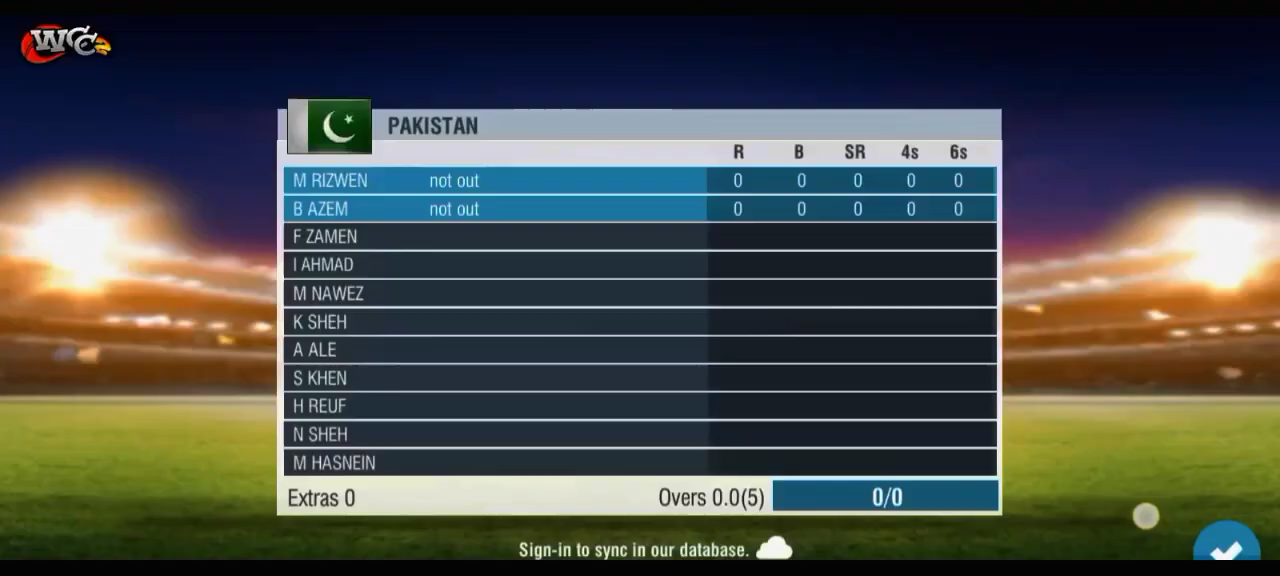 WCC
PAKISTAN
R B SR 4s 6s
M RIZWEN not out 0 0 0 0 0
B AZEM not out 0 0 0 0 0
F ZAMEN
I AHMAD
M NAWEZ
K SHEH
A ALE
S KHEN
H REUF
N SHEH
M HASNEIN
Extras 0 Overs 0.0(5) 0/0
Sign-in to sync in our database.